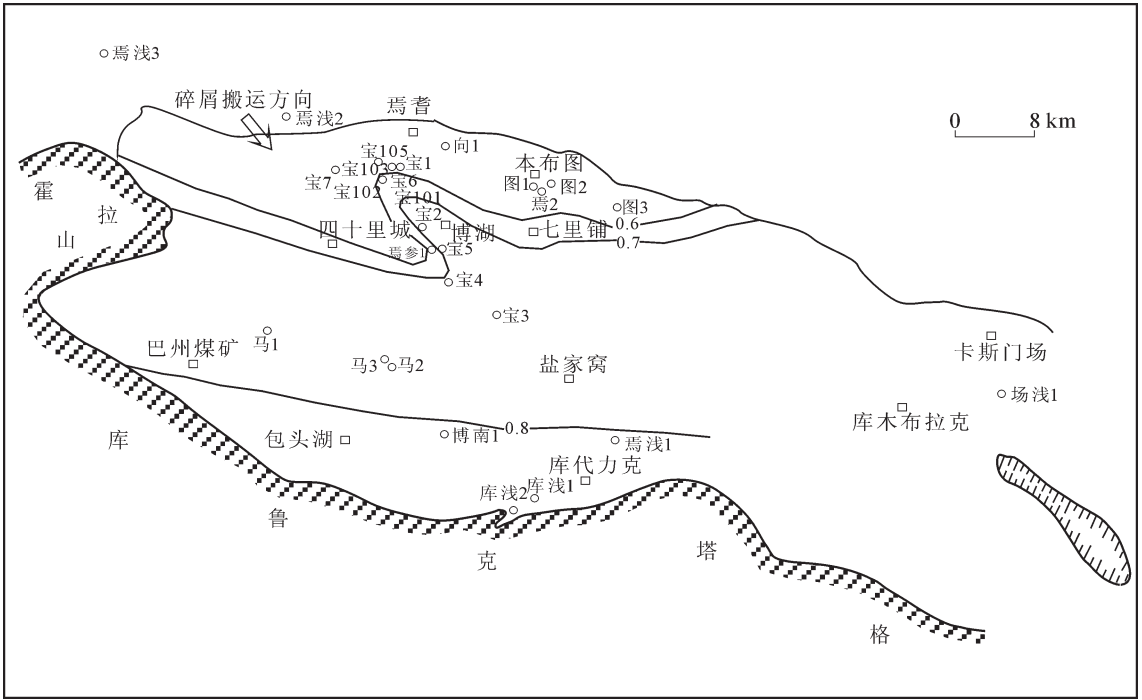 焉浅3
碎屑搬运方向
焉浅2
焉耆
0
8 km
向1
宝105
宝103
宝1
本布图
宝7
宝6
图1
图2
宝102
宝101
焉2
图3
宝2
0.6
四十里城
博湖
七里铺
0.7
焉参1
宝5
宝4
霍
拉
山
宝3
巴州煤矿
马1
马3
马2
盐家窝
卡斯门场
场浅1
库木布拉克
0.8
库
包头湖
博南1
焉浅1
库代力克
库浅1
库浅2
鲁
克
塔
格